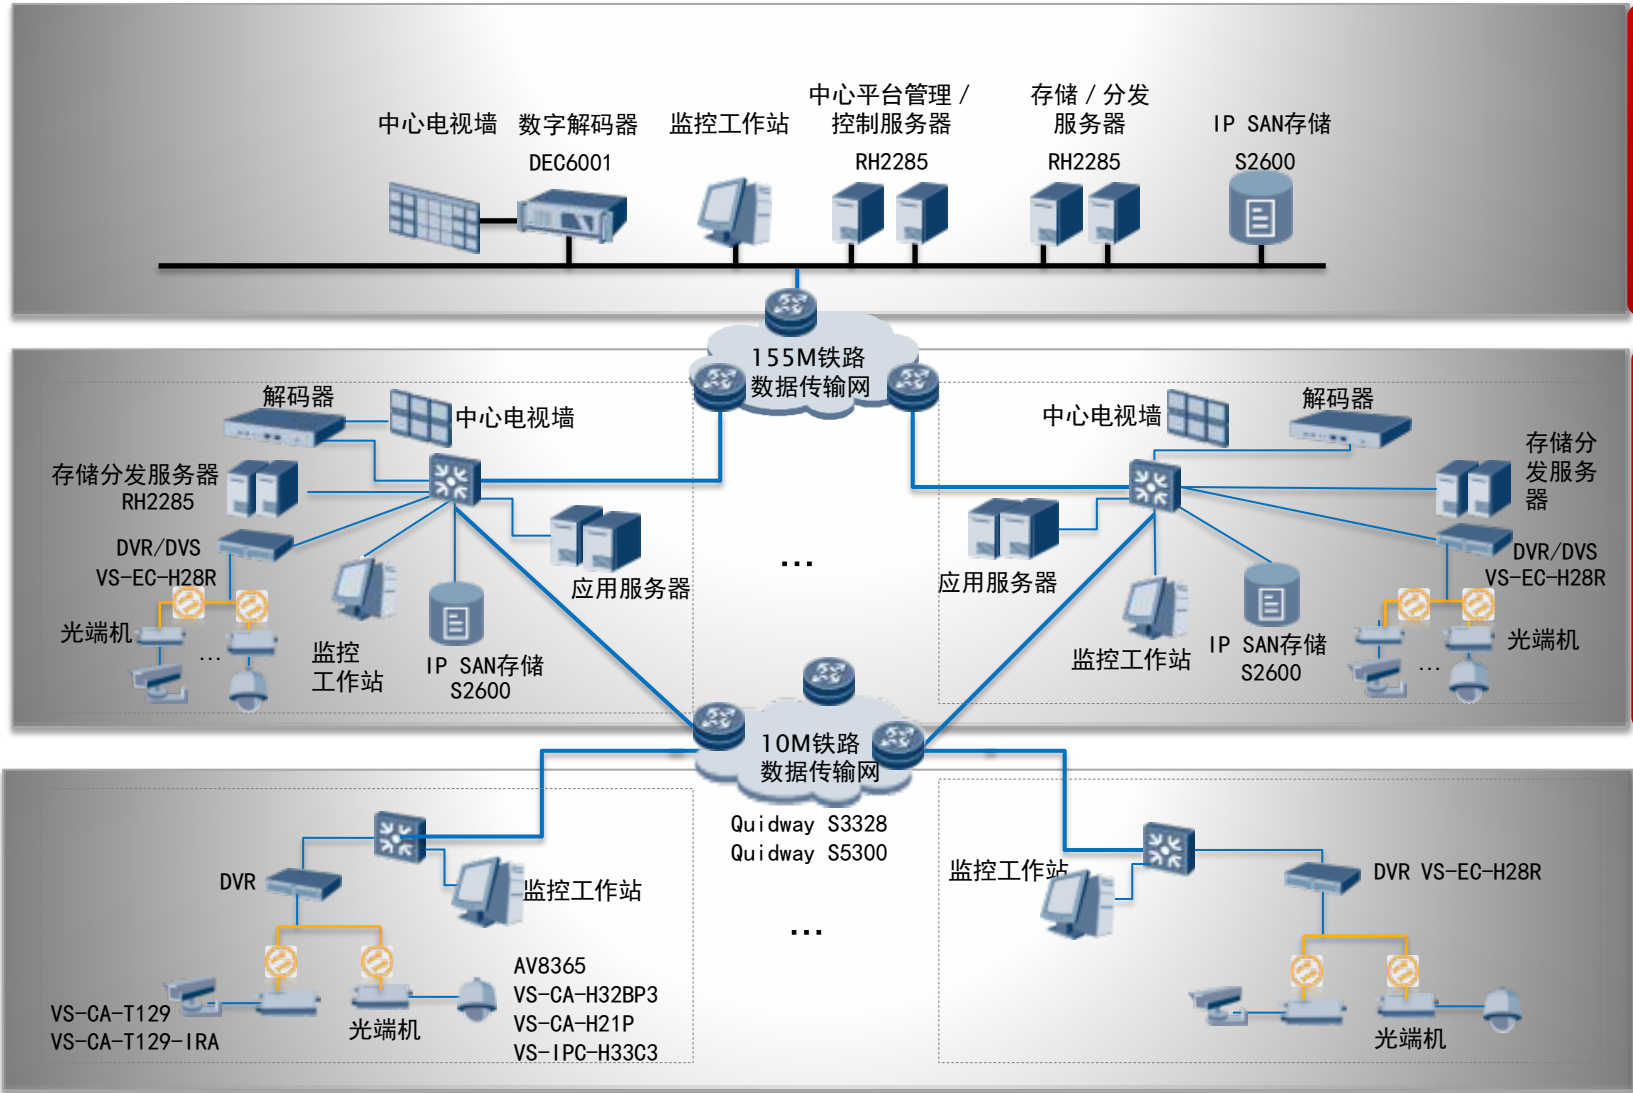 中心电视墙
数字解码器
DEC6001
监控工作站
中心平台管理 /
控制服务器
RH2285
存储 / 分发
服务器
RH2285
IP SAN存储
S2600
155M铁路
数据传输网
解码器
中心电视墙
存储分发服务器
RH2285
DVR/DVS
VS-EC-H28R
应用服务器
光端机
...
监控
工作站
IP SAN存储
S2600
...
中心电视墙
解码器
存储分
发服务
器
应用服务器
DVR/DVS
VS-EC-H28R
监控工作站
IP SAN存储
S2600
...
光端机
10M铁路
数据传输网
Quidway S3328
Quidway S5300
DVR
监控工作站
VS-CA-T129
VS-CA-T129-IRA
光端机
AV8365
VS-CA-H32BP3
VS-CA-H21P
VS-IPC-H33C3
...
监控工作站
DVR VS-EC-H28R
光端机